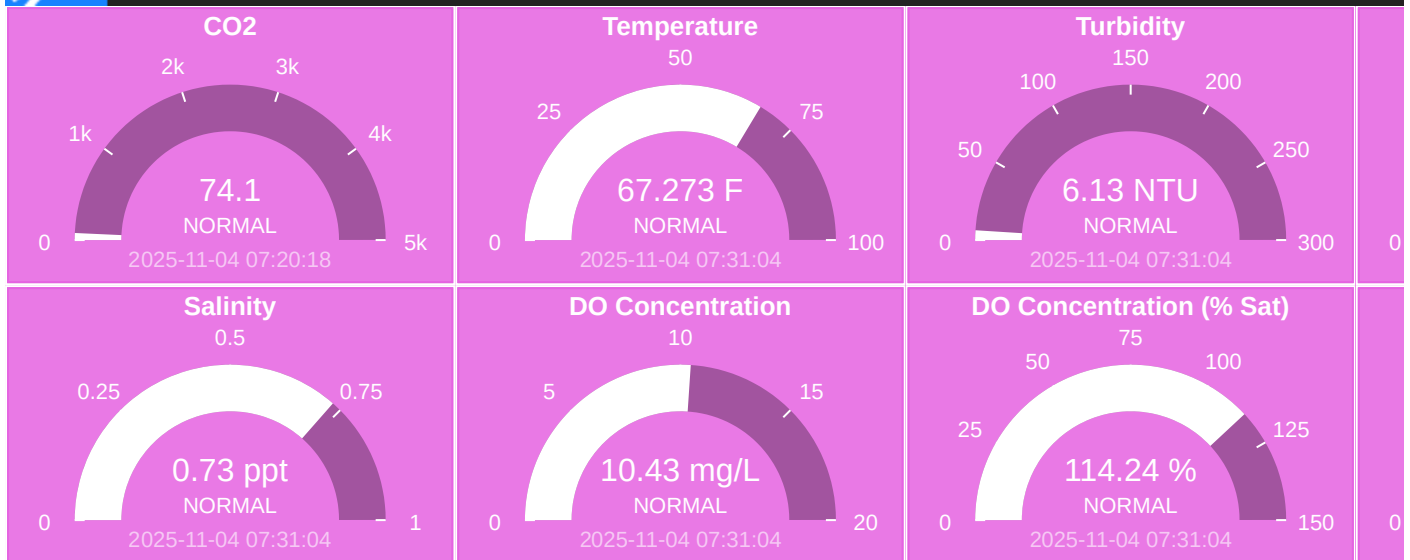 CO2
2k 3k
1k 4k
74.1
NORMAL
0 5k
2025-11-04 07:20:18
Temperature
50
25 75
67.273 F
NORMAL
0 100
2025-11-04 07:31:04
Turbidity
150
100 200
50 250
6.13 NTU
NORMAL
0 300
2025-11-04 07:31:04
0
Salinity
0.5
0.25 0.75
0.73 ppt
NORMAL
0 1
2025-11-04 07:31:04
DO Concentration
10
5 15
10.43 mg/L
NORMAL
0 20
2025-11-04 07:31:04
DO Concentration (% Sat)
75
50 100
25 125
114.24 %
NORMAL
0 150
2025-11-04 07:31:04
0